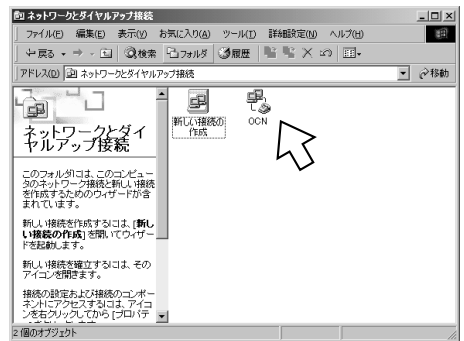 ネットワークとダイヤルアップ接続
ファイル(F) 編集(E) 表示(V) お気に入り(A) ツール(T) 詳細設定(N) ヘルプ(H)
検索 フォルダ 履歴
アドレス(D) ネットワークとダイヤルアップ接続 移動
ネットワークとダイ
ヤルアップ接続
このフォルダには、このコンピュー
タのネットワーク接続と新しい接続
を作成するためのウィザードが含
まれています。
新しい接続を作成するには、[新し
い接続の作成] を開いてウィザー
ドを起動します。
新しい接続を確立するには、その
アイコンを開きます。
接続の設定および接続のコンポー
ネントにアクセスするには、アイコ
ンを右クリックしてから [プロパテ
新しい接続の
作成
OCN
2 個のオブジェクト